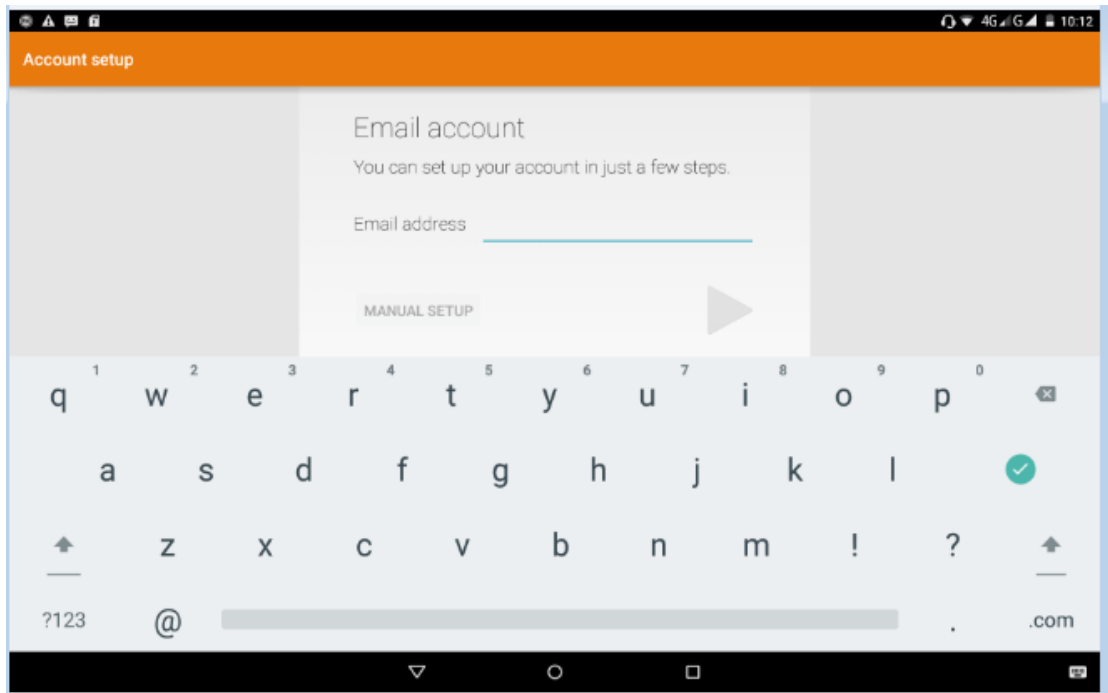 4G G 10:12
Account setup
Email account
You can set up your account in just a few steps.
Email address
MANUAL SETUP
1 2 3 4 5 6 7 8 9 0
q w e r t y u i o p
a s d f g h j k l
z x c v b n m ! ?
?123 @ . .com